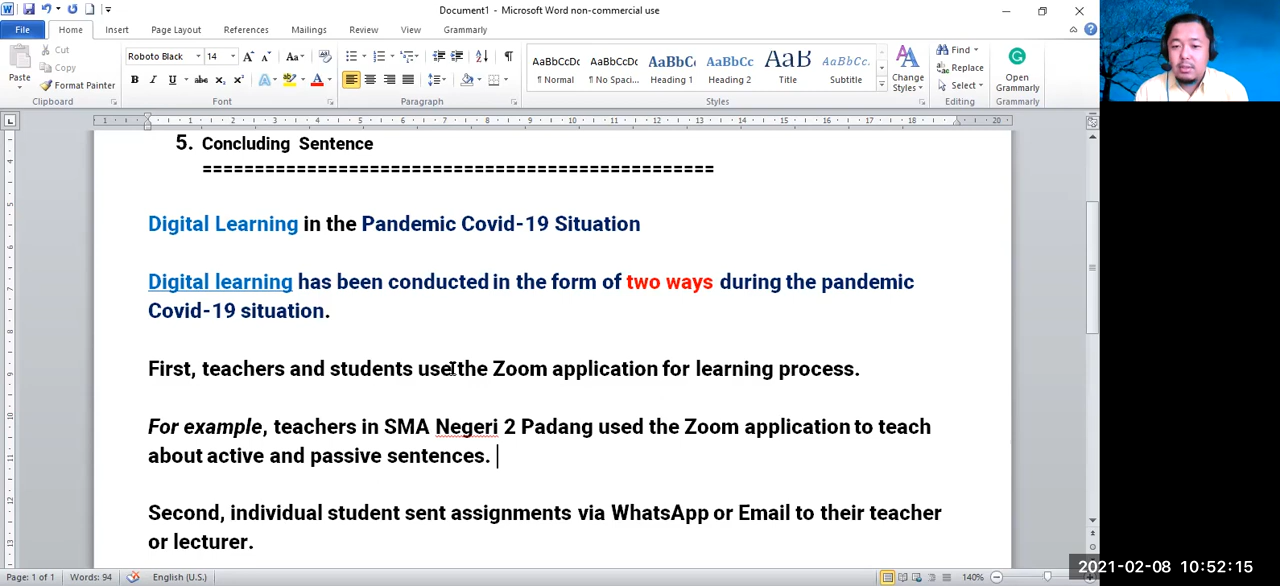 Document1 - Microsoft Word non-commercial use
File Home Insert Page Layout References Mailings Review View Grammarly
Paste
Cut
Copy
Format Painter
Clipboard
Roboto Black 14
Font
Paragraph
AaBbCcDc AaBbCcDc AaBbC AaBbCc AaB AaBbCc.
¶ Normal ¶ No Spaci... Heading 1 Heading 2 Title Subtitle
Change Styles
Styles
Find
Replace
Select
Editing
Open Grammarly
Grammarly
5. Concluding Sentence
=================================================
Digital Learning in the Pandemic Covid-19 Situation
Digital learning has been conducted in the form of two ways during the pandemic
Covid-19 situation.
First, teachers and students use the Zoom application for learning process.
For example, teachers in SMA Negeri 2 Padang used the Zoom application to teach
about active and passive sentences.
Second, individual student sent assignments via WhatsApp or Email to their teacher
or lecturer.
Page: 1 of 1 Words: 94 English (U.S.) 140%
2021-02-08 10:52:15